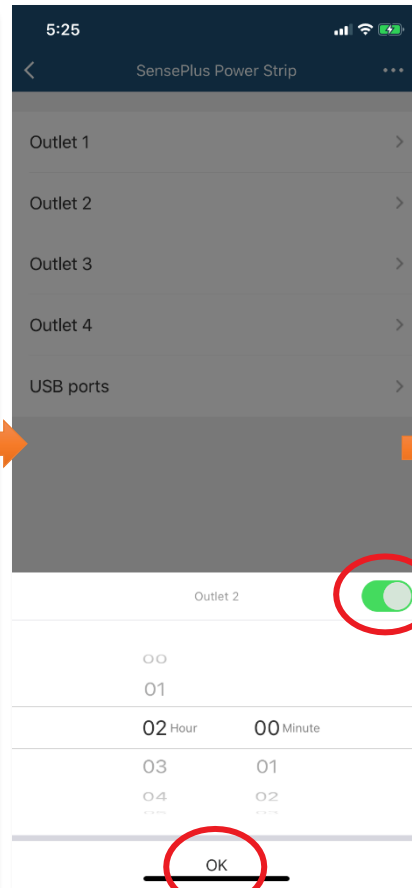 5:25
SensePlus Power Strip
Outlet 1
Outlet 2
Outlet 3
Outlet 4
USB ports
Outlet 2
00
01
02 Hour 00 Minute
03 01
04 02
OK